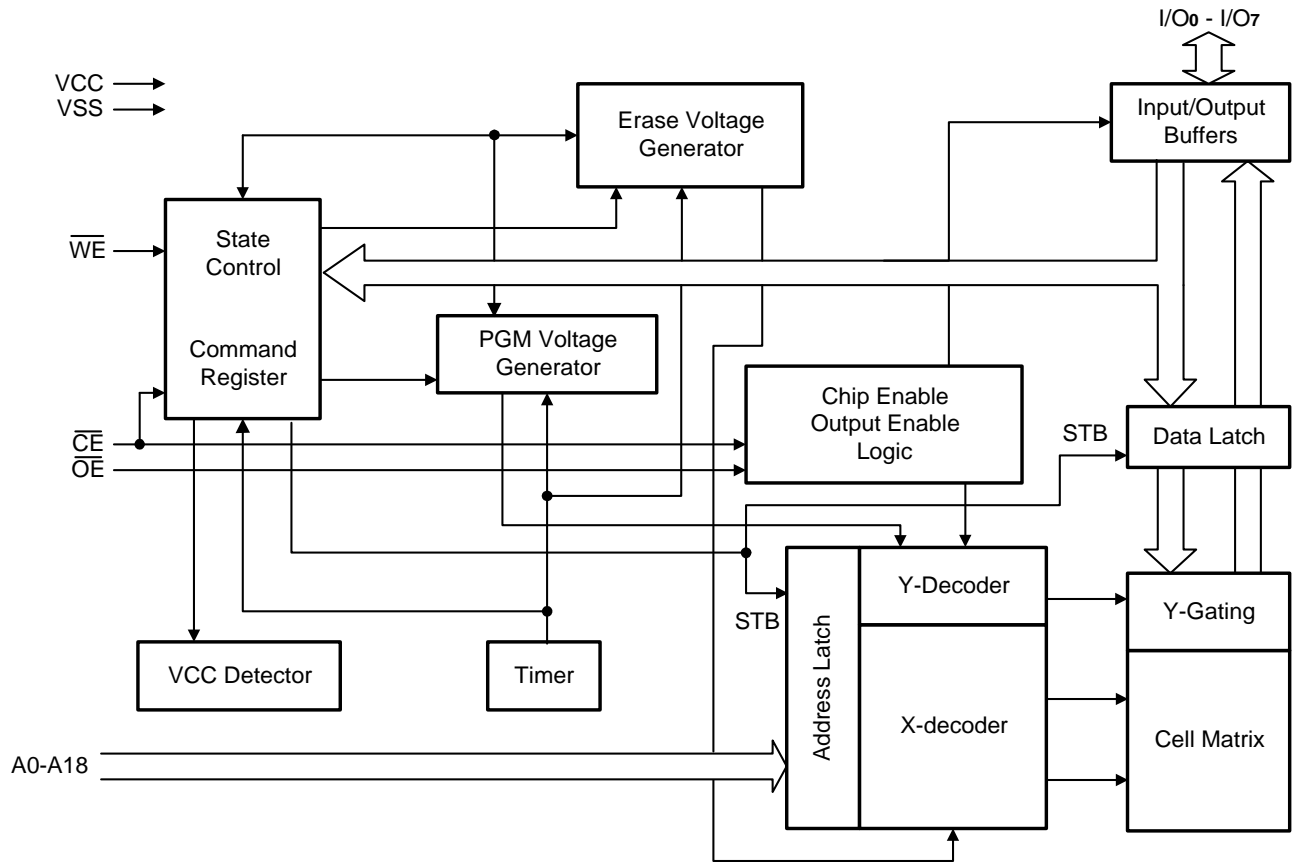 I/O0 - I/O7
VCC
VSS
Erase Voltage
Generator
Input/Output
Buffers
WE
State
Control
Command
Register
PGM Voltage
Generator
Chip Enable
Output Enable
Logic
CE
OE
STB
Data Latch
STB
Address Latch
Y-Decoder
Y-Gating
VCC Detector
Timer
X-decoder
Cell Matrix
A0-A18